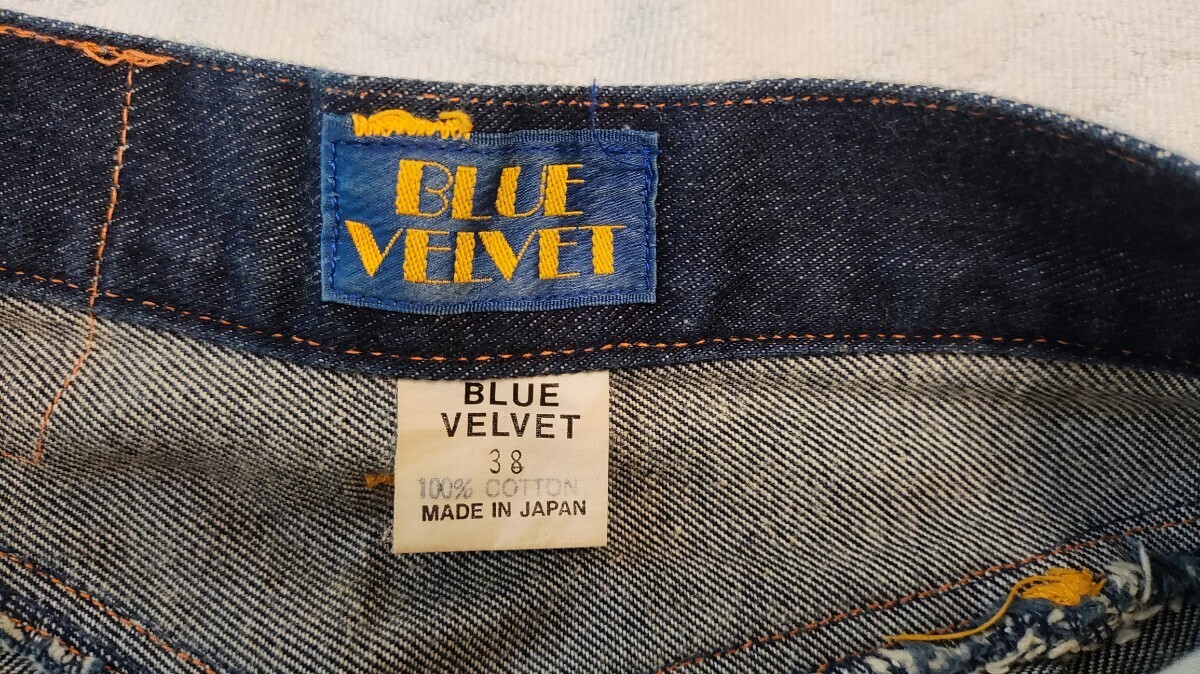 BLUE
VELVET
BLUE
VELVET
38
100% COTTON
MADE IN JAPAN